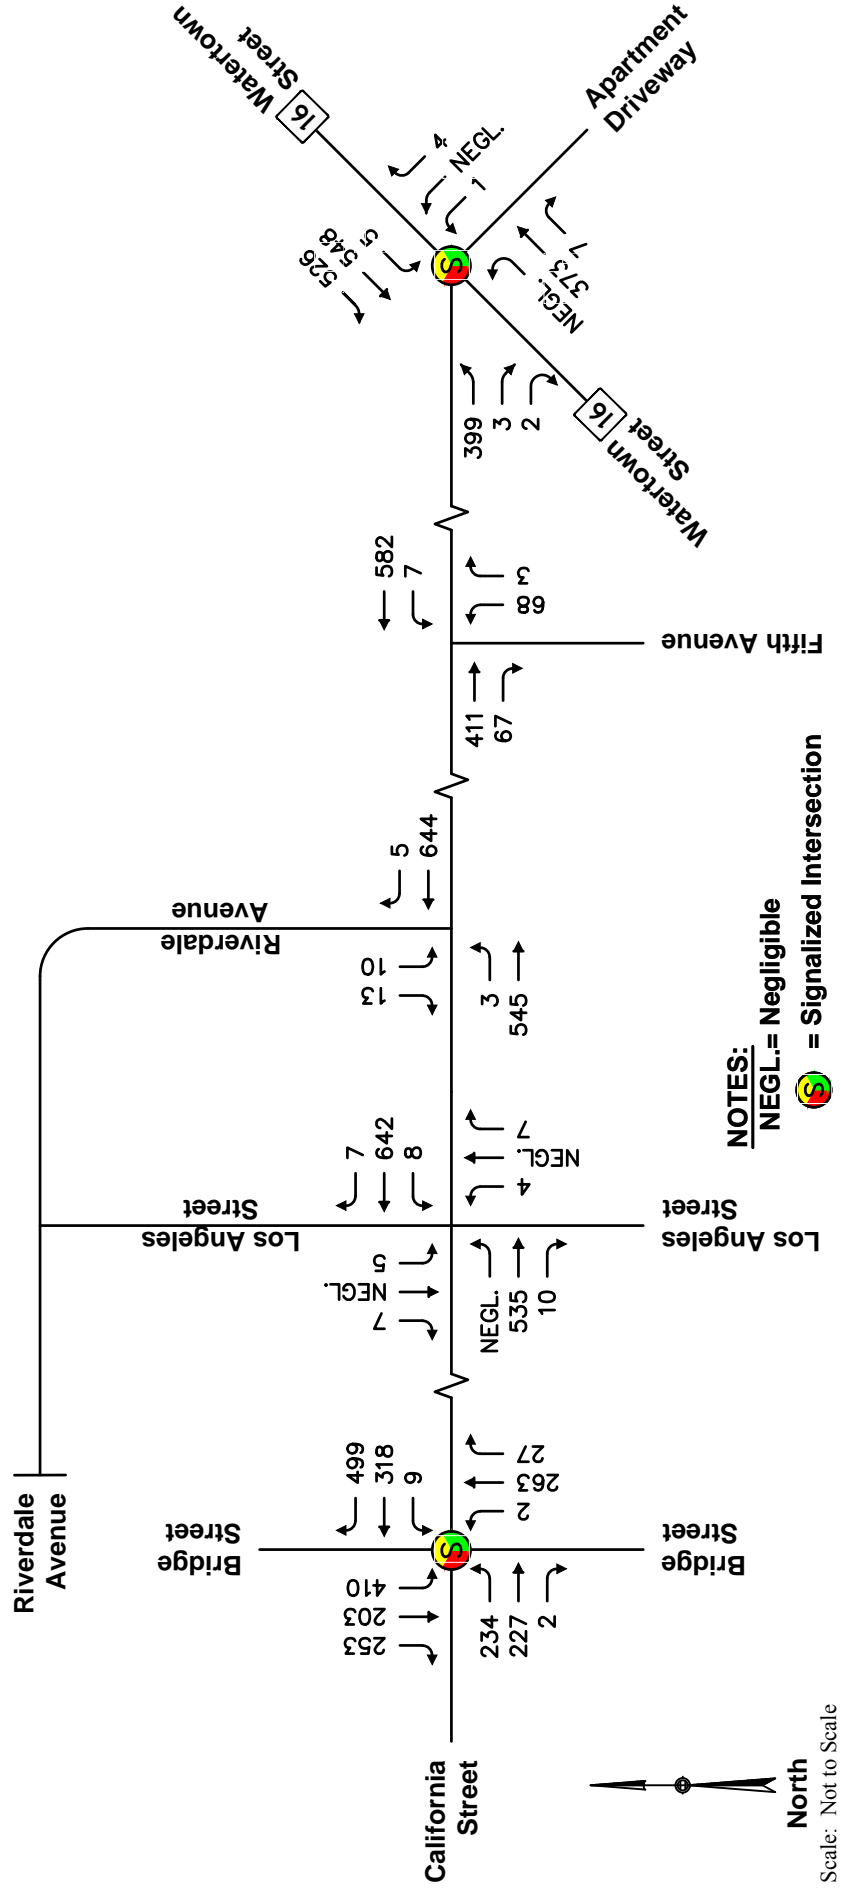 Riverdale
Avenue
Bridge
Street
499
318
9
410
203
253
234
227
2
2
263
27
Bridge
Street
California
Street
Los Angeles
Street
7
642
8
5
NEGL.
7
NEGL.
535
10
4
NEGL.
7
Los Angeles
Street
Riverdale
Avenue
5
644
10
13
3
545
582
7
411
67
68
3
Fifth Avenue
Watertown
Street
16
526
548
5
4
NEGL.
1
399
3
2
NEGL.
373
7
16
Watertown
Street
Apartment
Driveway
NOTES:
NEGL.= Negligible
S = Signalized Intersection
S
S
North
Scale: Not to Scale